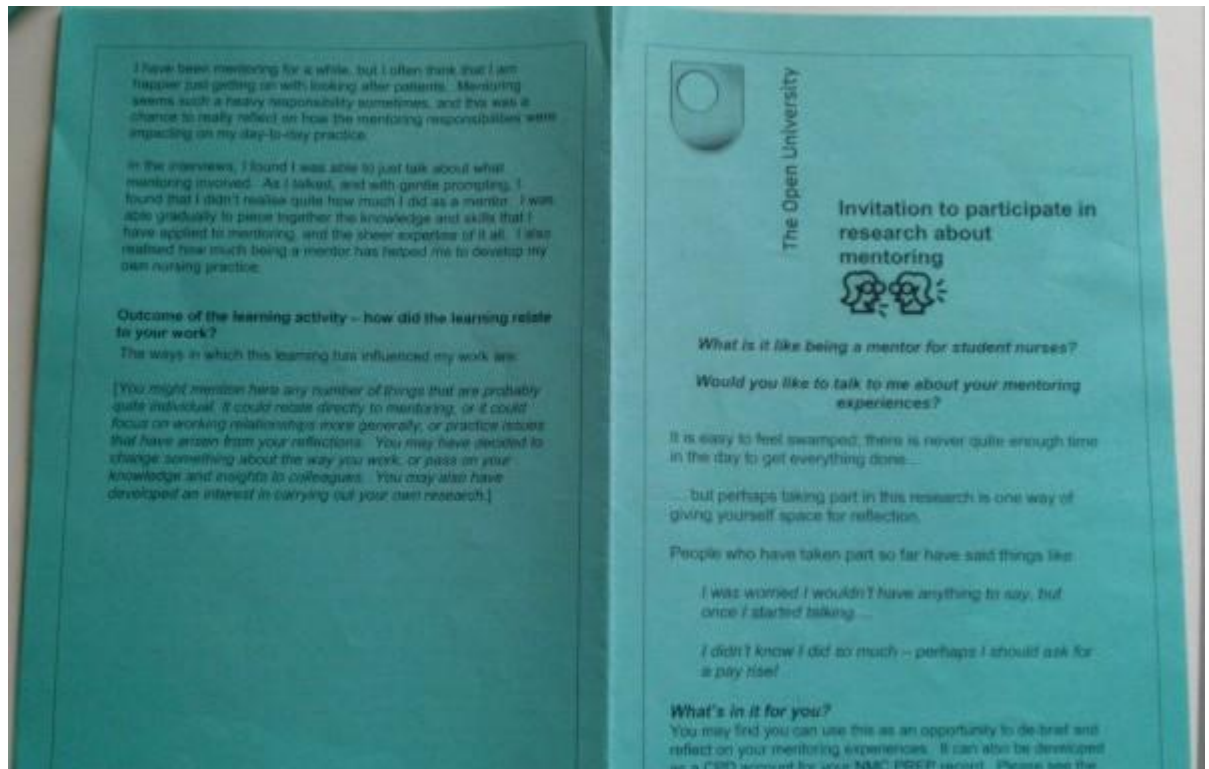 I have been mentoring for a while, but I often think that I am
happier just getting on with looking after patients. Mentoring
seems such a heavy responsibility sometimes, and this was a
chance to really reflect on how the mentoring responsibilities were
impacting on my day-to-day practice.
In the interviews, I found I was able to just talk about what
mentoring involved. As I talked, and with gentle prompting, I
found that I didn't realise quite how much I did as a mentor. I was
able gradually to piece together the knowledge and skills that I
have applied to mentoring, and the sheer expertise of it all. I also
realised how much being a mentor has helped me to develop my
own nursing practice.
Outcome of the learning activity – how did the learning relate
to your work?
The ways in which this learning has influenced my work are:
[You might mention here any number of things that are probably
quite individual. It could relate directly to mentoring, or it could
focus on working relationships more generally, or practice issues
that have arisen from your reflections. You may have decided to
change something about the way you work, or pass on your
knowledge and insights to colleagues. You may also have
developed an interest in carrying out your own research.]
The Open University
Invitation to participate in
research about
mentoring
What is it like being a mentor for student nurses?
Would you like to talk to me about your mentoring
experiences?
It is easy to feel swamped; there is never quite enough time
in the day to get everything done...
... but perhaps taking part in this research is one way of
giving yourself space for reflection.
People who have taken part so far have said things like:
I was worried I wouldn't have anything to say, but
once I started talking....
I didn't know I did so much – perhaps I should ask for
a pay rise!
What's in it for you?
You may find you can use this as an opportunity to de-brief and
reflect on your mentoring experiences. It can also be developed
as a CPD account for your NMC PREP record. Please see the